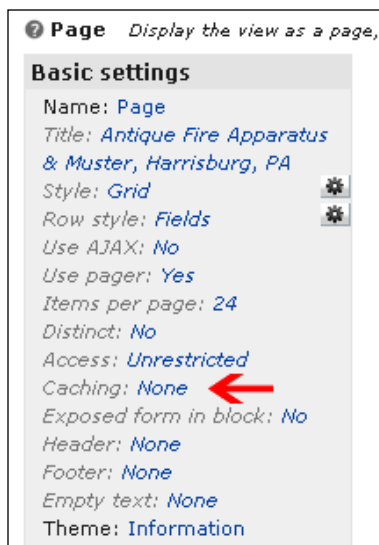 Page Display the view as a page,
Basic settings
Name: Page
Title: Antique Fire Apparatus
& Muster, Harrisburg, PA
Style: Grid
Row style: Fields
Use AJAX: No
Use pager: Yes
Items per page: 24
Distinct: No
Access: Unrestricted
Caching: None
Exposed form in block: No
Header: None
Footer: None
Empty text: None
Theme: Information